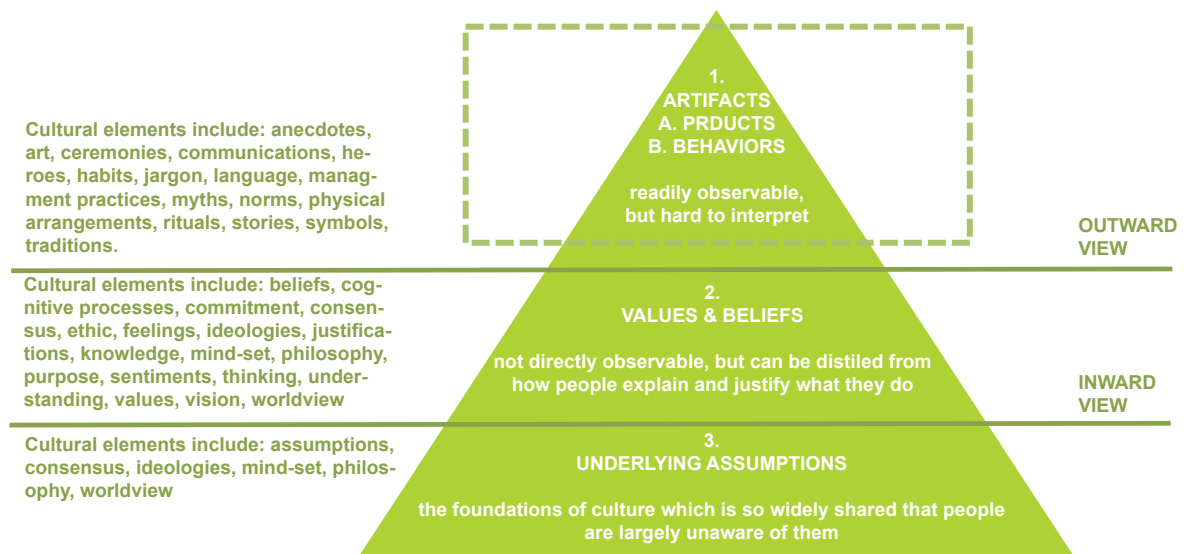 1.
ARTIFACTS
A. PRDUCTS
B. BEHAVIORS
readily observable,
but hard to interpret
Cultural elements include: anecdotes,
art, ceremonies, communications, he-
roes, habits, jargon, language, manag-
ment practices, myths, norms, physical
arrangements, rituals, stories, symbols,
traditions.
OUTWARD
VIEW
Cultural elements include: beliefs, cog-
nitive processes, commitment, consen-
sus, ethic, feelings, ideologies, justifica-
tions, knowledge, mind-set, philosophy,
purpose, sentiments, thinking, under-
standing, values, vision, worldview
2.
VALUES & BELIEFS
not directly observable, but can be distiled from
how people explain and justify what they do
INWARD
VIEW
Cultural elements include: assumptions,
consensus, ideologies, mind-set, philos-
ophy, worldview
3.
UNDERLYING ASSUMPTIONS
the foundations of culture which is so widely shared that people
are largely unaware of them